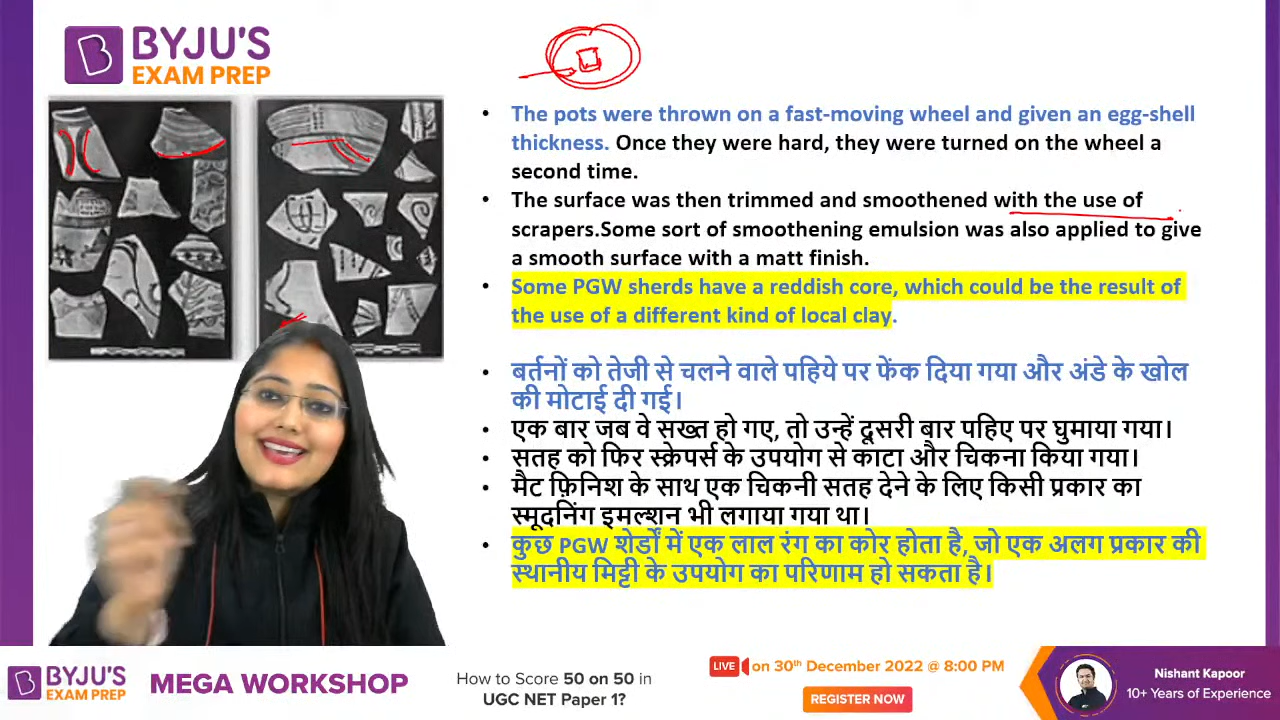 BYJU'S
EXAM PREP
The pots were thrown on a fast-moving wheel and given an egg-shell
thickness. Once they were hard, they were turned on the wheel a
second time.
The surface was then trimmed and smoothened with the use of
scrapers.Some sort of smoothening emulsion was also applied to give
a smooth surface with a matt finish.
Some PGW sherds have a reddish core, which could be the result of
the use of a different kind of local clay.
बर्तनों को तेजी से चलने वाले पहिये पर फेंक दिया गया और अंडे के खोल
की मोटाई दी गई।
एक बार जब वे सख्त हो गए, तो उन्हें दूसरी बार पहिए पर घुमाया गया।
सतह को फिर स्क्रेपर्स के उपयोग से काटा और चिकना किया गया।
मैट फ़िनिश के साथ एक चिकनी सतह देने के लिए किसी प्रकार का
स्मूदनिंग इमल्शन भी लगाया गया था।
कुछ PGW शेर्डों में एक लाल रंग का कोर होता है, जो एक अलग प्रकार की
स्थानीय मिट्टी के उपयोग का परिणाम हो सकता है।
BYJU'S
EXAM PREP
MEGA WORKSHOP
How to Score 50 on 50 in
UGC NET Paper 1?
LIVE on 30th December 2022 @ 8:00 PM
REGISTER NOW
Nishant Kapoor
10+ Years of Experience